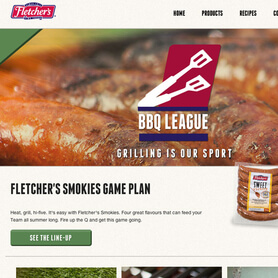 Fletcher's
HOME PRODUCTS RECIPES CO
BBQ LEAGUE
GRILLING IS OUR SPORT
FLETCHER'S SMOKIES GAME PLAN
Heat, grill, hi-five. It's easy with Fletcher's Smokies. Four great flavours that can feed your
Team all summer long. Fire up the Q and get this game going.
SEE THE LINE-UP
Fletcher's
SWEET